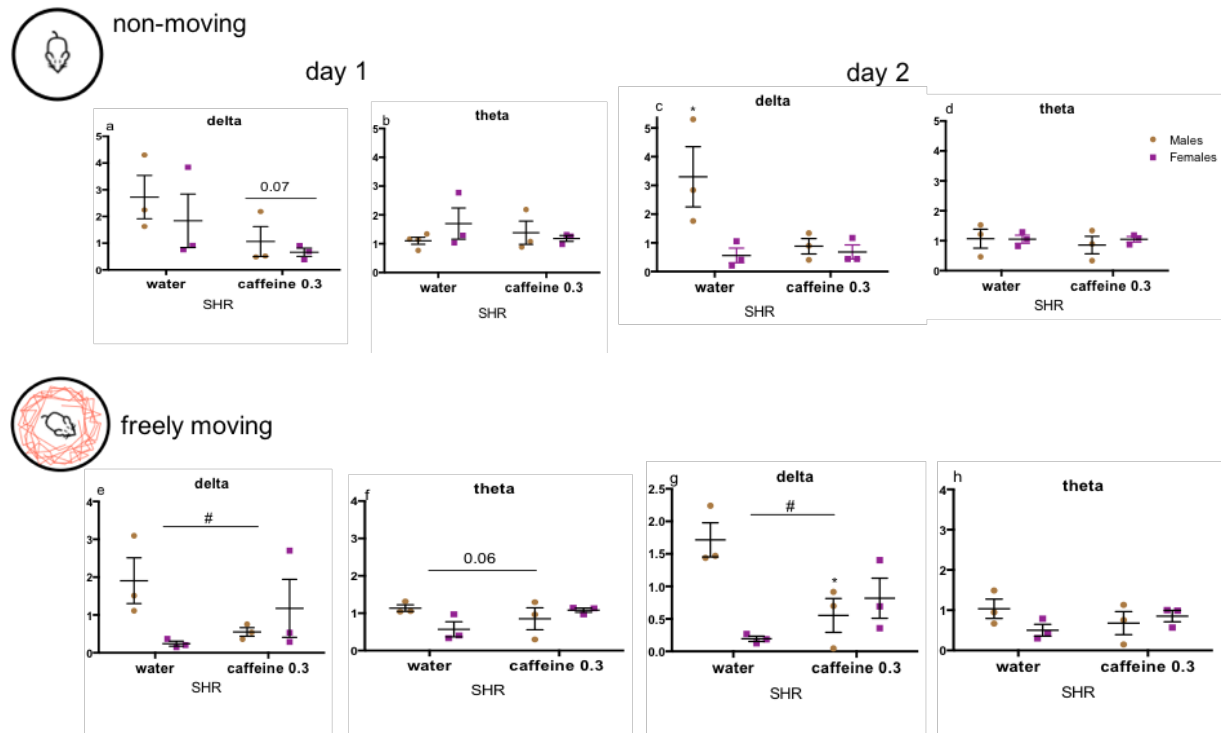 non-moving
day 1
day 2
a
delta
5
4
3
2
1
0
0.07
water
caffeine 0.3
SHR
b
theta
5
4
3
2
1
0
water
caffeine 0.3
SHR
c
delta
*
5
4
3
2
1
0
water
caffeine 0.3
SHR
d
theta
5
4
3
2
1
0
Males
Females
water
caffeine 0.3
SHR
freely moving
e
delta
4
3
2
1
0
#
water
caffeine 0.3
SHR
f
theta
4
3
2
1
0
0.06
water
caffeine 0.3
SHR
g
delta
2.5
2.0
1.5
1.0
0.5
0.0
#
*
water
caffeine 0.3
SHR
h
theta
4
3
2
1
0
water
caffeine 0.3
SHR